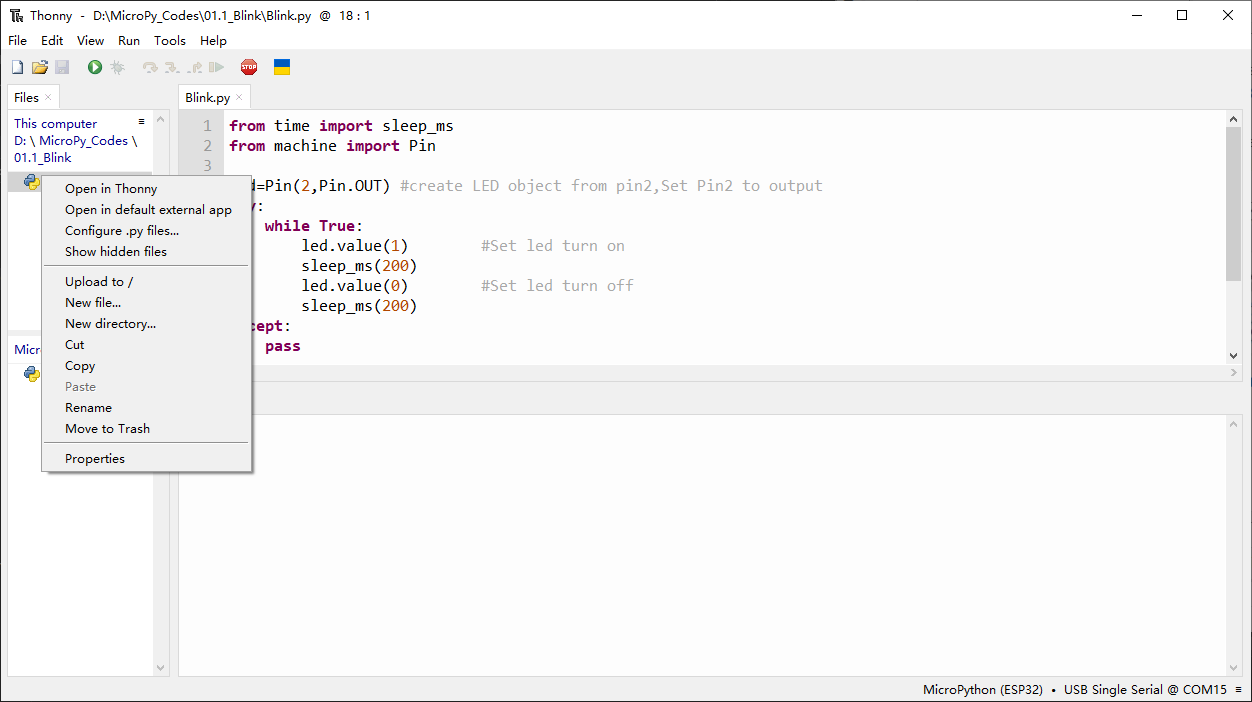 Thonny - D:\MicroPy_Codes\01.1_Blink\Blink.py @ 18 : 1
File Edit View Run Tools Help
STOP
Files ×
Blink.py ×
This computer ≡
D: \ MicroPy_Codes \
01.1_Blink
1 from time import sleep_ms
2 from machine import Pin
3
d=Pin(2,Pin.OUT) #create LED object from pin2,Set Pin2 to output
y:
while True:
led.value(1) #Set led turn on
sleep_ms(200)
led.value(0) #Set led turn off
sleep_ms(200)
cept:
pass
Open in Thonny
Open in default external app
Configure .py files...
Show hidden files
Upload to /
New file...
New directory...
Cut
Copy
Paste
Rename
Move to Trash
Properties
Micr
MicroPython (ESP32) • USB Single Serial @ COM15 ≡